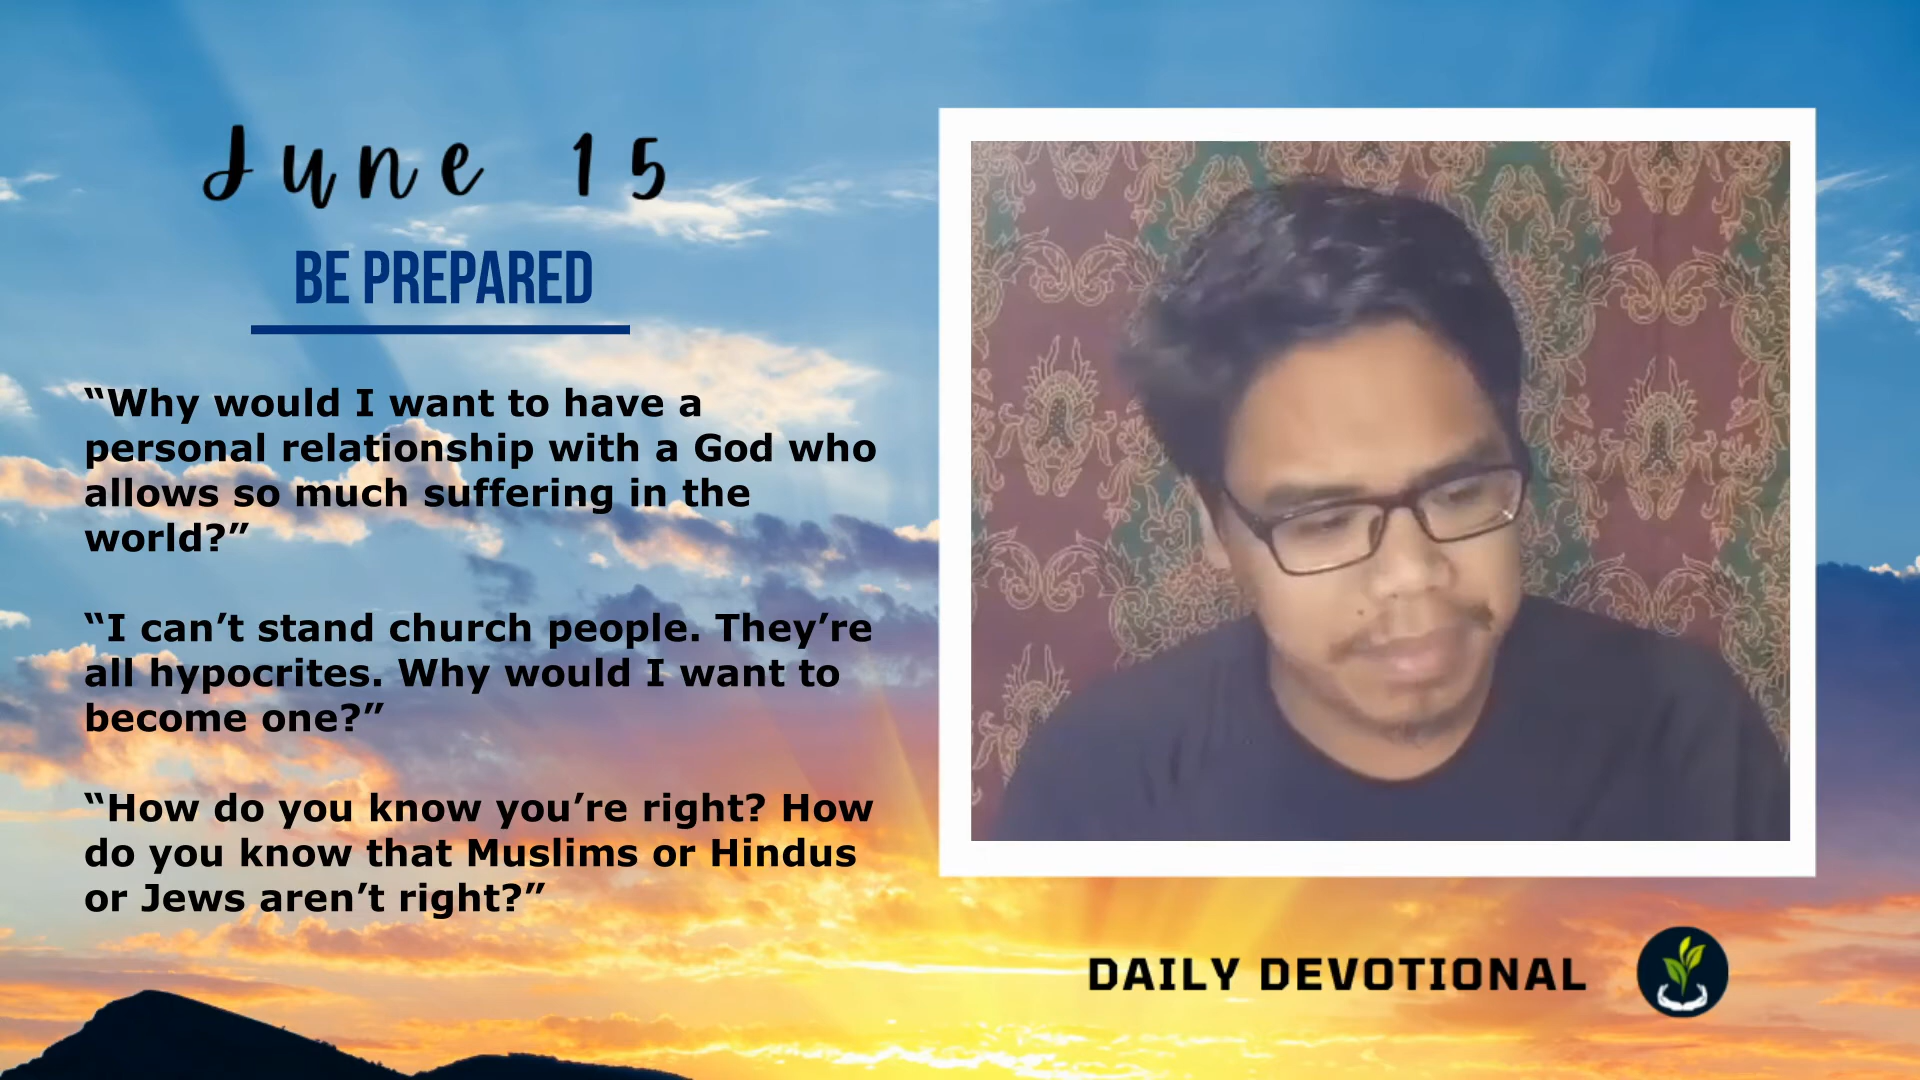 June 15
BE PREPARED
“Why would I want to have a
personal relationship with a God who
allows so much suffering in the
world?”
“I can’t stand church people. They’re
all hypocrites. Why would I want to
become one?”
“How do you know you’re right? How
do you know that Muslims or Hindus
or Jews aren’t right?”
DAILY DEVOTIONAL